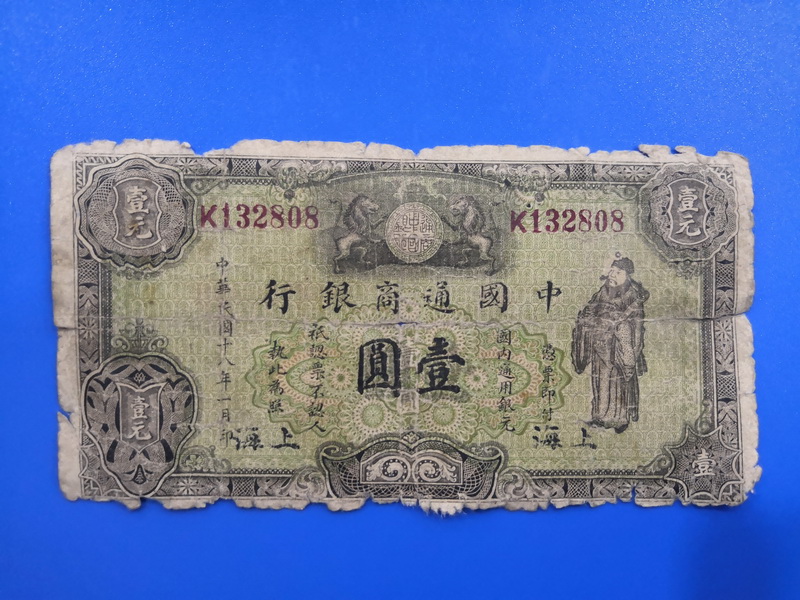 壹元
壹元
K132808
K132808
中國通商銀行
憑票即付
國內通用銀元
壹圓
祇認票不認人
執此為照
上海
上海
中華民國十八年一月印
壹元
壹